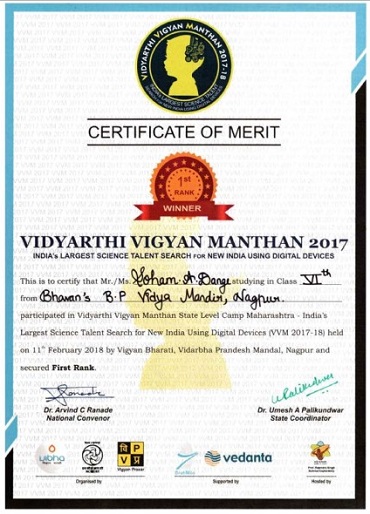 VIDYARTHI VIGYAN MANTHAN 2017-18
INDIA'S LARGEST SCIENCE TALENT
CERTIFICATE OF MERIT
1st
RANK
WINNER
VIDYARTHI VIGYAN MANTHAN 2017
INDIA's LARGEST SCIENCE TALENT SEARCH FOR NEW INDIA USING DIGITAL DEVICES
This is to certify that Mr./Ms. Soham A. Dange studying in Class VIth
from Bhavan's B.P Vidya Mandir, Nagpur.
participated in Vidyarthi Vigyan Manthan State Level Camp Maharashtra - India's
Largest Science Talent Search for New India Using Digital Devices (VVM 2017-18) held
on 11th February 2018 by Vigyan Bharati, Vidarbha Prandesh Mandal, Nagpur and
secured First Rank.
Dr. Arvind C Ranade
National Convenor
Dr. Umesh A Palikundwar
State Coordinator
vibha
वि P
V प्र
Vigyan Prasar
vedanta
Organised by
Supported by
Hosted by